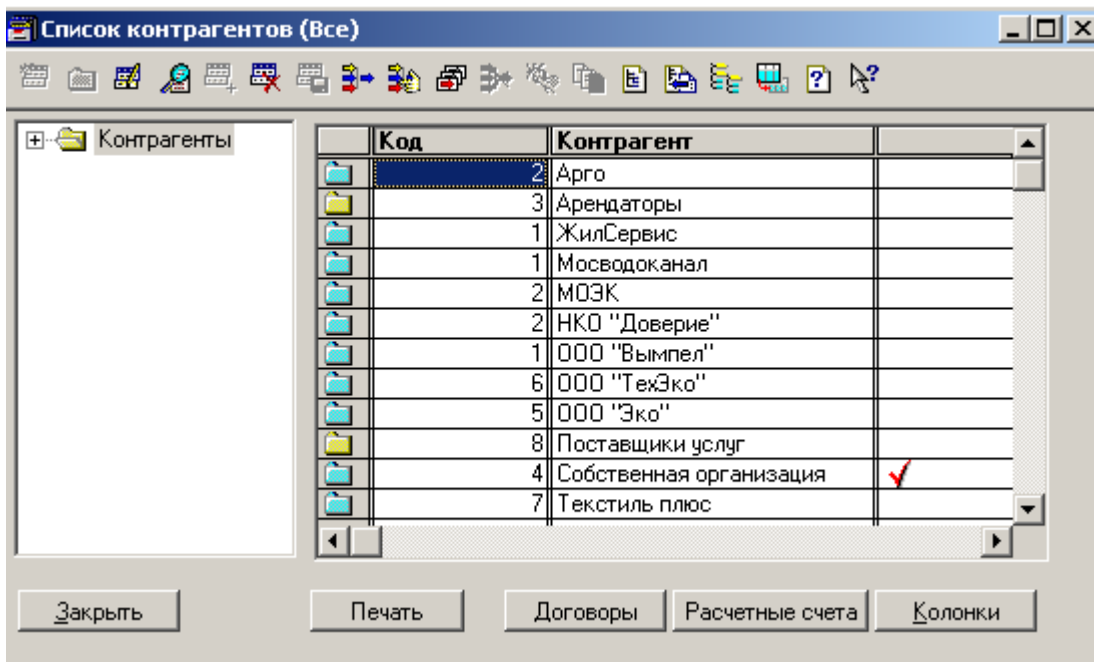 Список контрагентов (Все)
Контрагенты
Код Контрагент
2 Арго
3 Арендаторы
1 ЖилСервис
1 Мосводоканал
2 МОЭК
2 НКО "Доверие"
1 ООО "Вымпел"
6 ООО "ТехЭко"
5 ООО "Эко"
8 Поставщики услуг
4 Собственная организация
7 Текстиль плюс
Закрыть Печать Договоры Расчетные счета Колонки